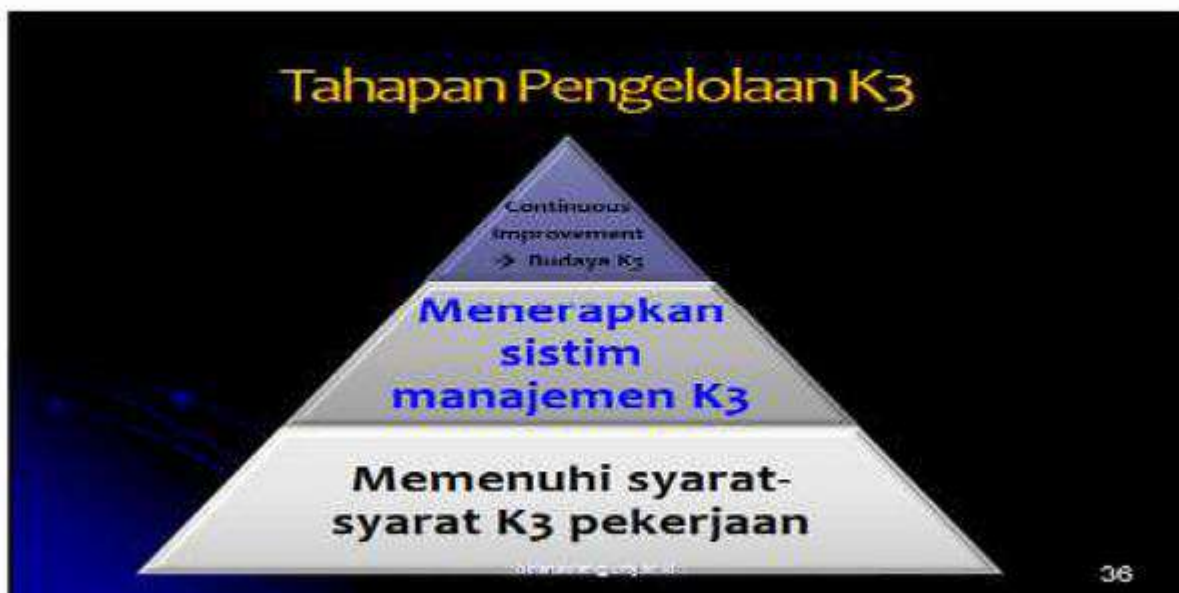 Tahapan Pengelolaan K3
Continuous
Improvement
→ Budaya K3
Menerapkan
sistim
manajemen K3
Memenuhi syarat-
syarat K3 pekerjaan
36